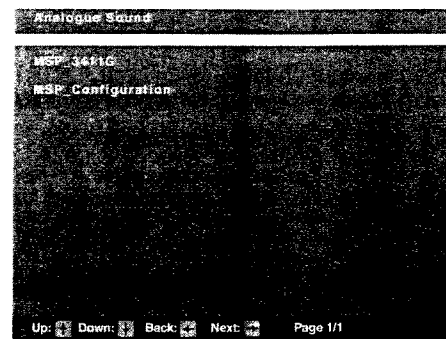 Analogue Sound
MSP_3411G
MSP_Configuration
Up: Down: Back: Next: Page 1/1